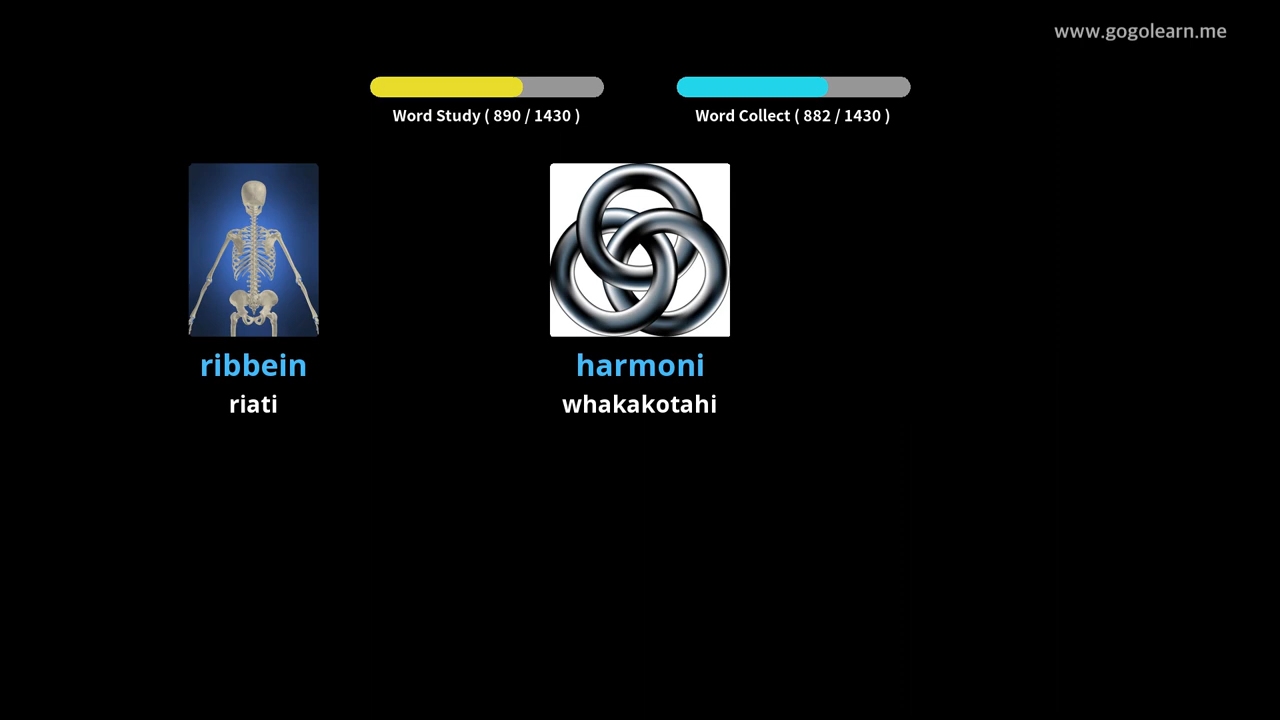 www.gogolearn.me
Word Study ( 890 / 1430 )
Word Collect ( 882 / 1430 )
ribbein
riati
harmoni
whakakotahi